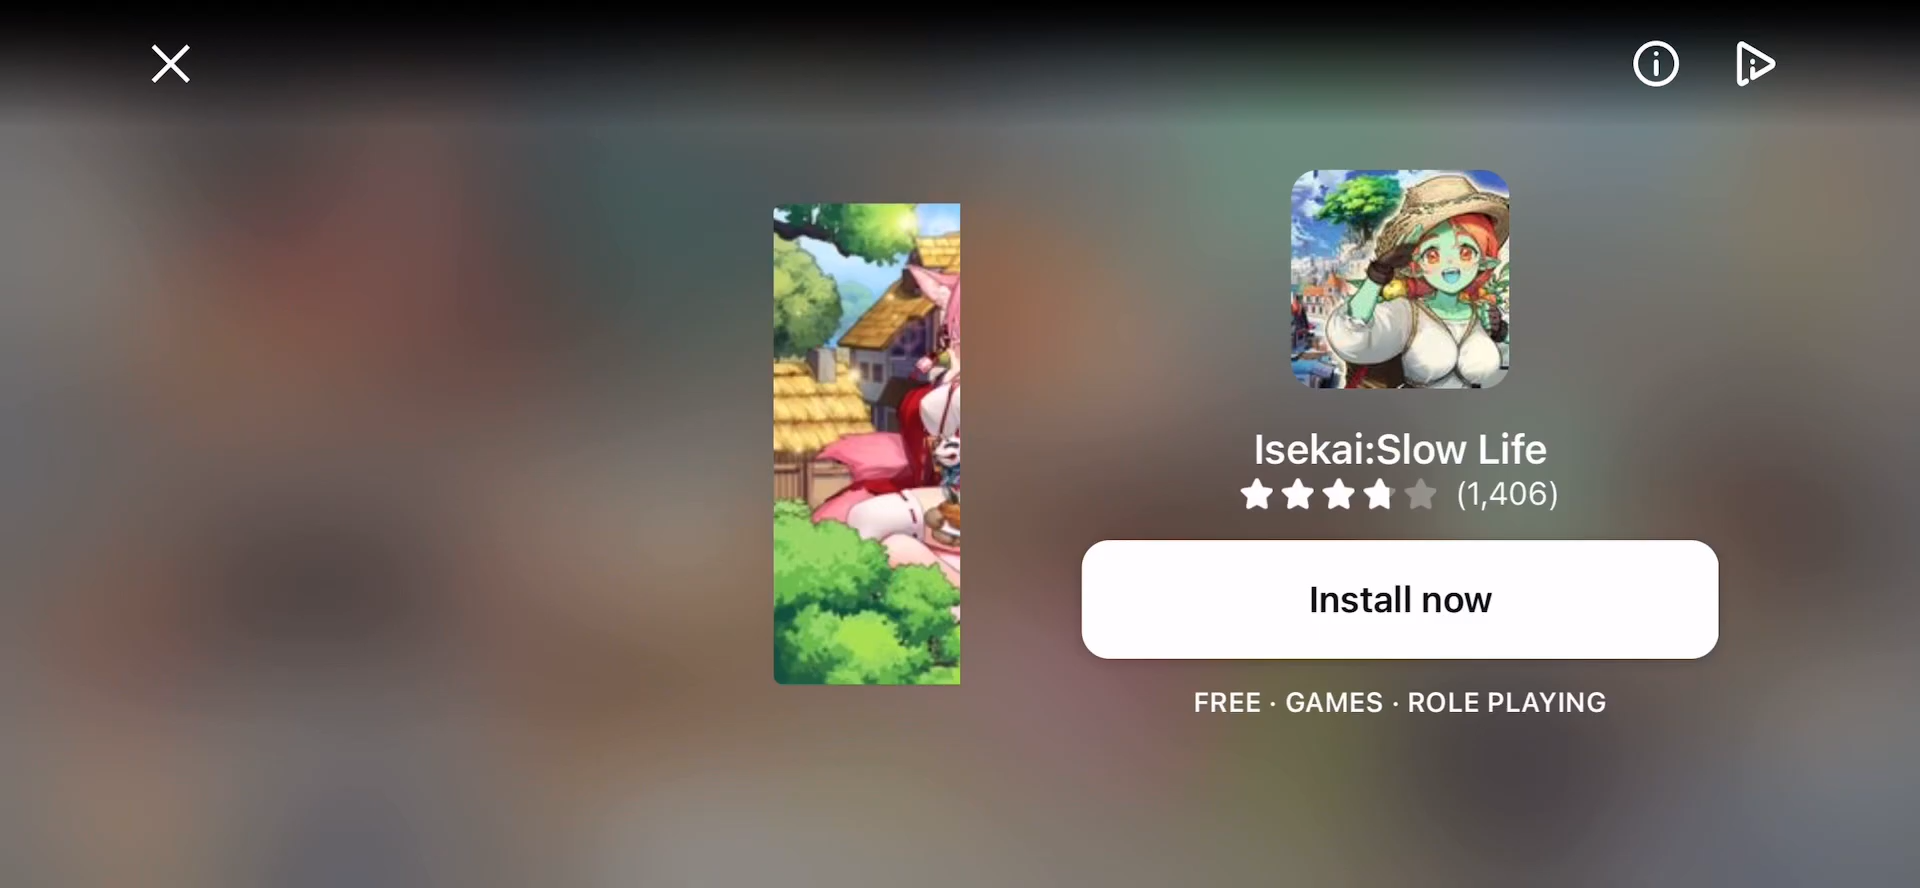 Isekai:Slow Life
(1,406)
Install now
FREE · GAMES · ROLE PLAYING